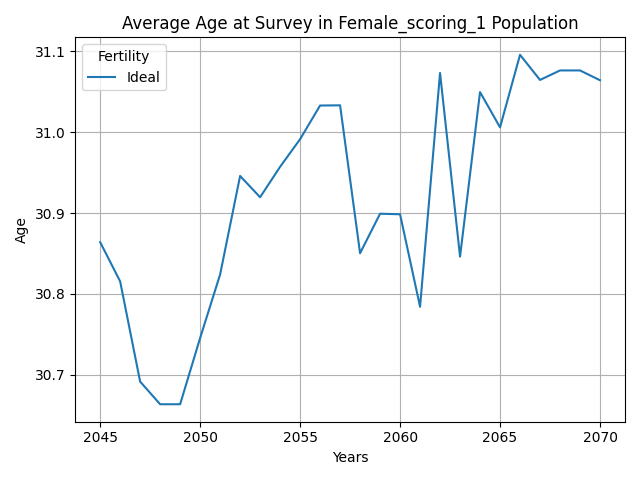 Average Age at Survey in Female_scoring_1 Population
Fertility
Ideal
31.1
31.0
30.9
30.8
30.7
Age
2045 2050 2055 2060 2065 2070
Years